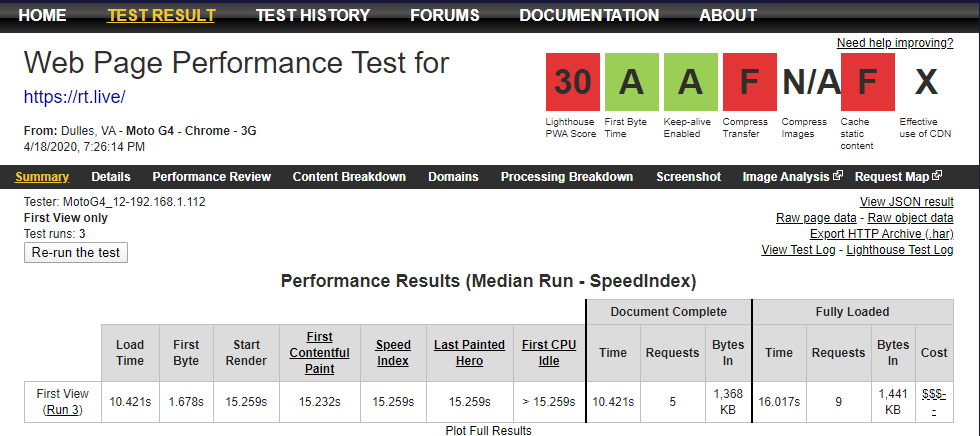 HOME TEST RESULT TEST HISTORY FORUMS DOCUMENTATION ABOUT
Need help improving?
Web Page Performance Test for
https://rt.live/
From: Dulles, VA - Moto G4 - Chrome - 3G
4/18/2020, 7:26:14 PM
30 A A F N/A F X
Lighthouse First Byte Keep-alive Compress Compress Cache Effective
PWA Score Time Enabled Transfer Images static use of CDN
content
Summary Details Performance Review Content Breakdown Domains Processing Breakdown Screenshot Image Analysis Request Map
Tester: MotoG4_12-192.168.1.112
First View only
Test runs: 3
Re-run the test
View JSON result
Raw page data - Raw object data
Export HTTP Archive (.har)
View Test Log - Lighthouse Test Log
Performance Results (Median Run - SpeedIndex)
Document Complete Fully Loaded
Load Time First Byte Start Render First Contentful Paint Speed Index Last Painted Hero First CPU Idle Time Requests Bytes In Time Requests Bytes In Cost
First View (Run 3) 10.421s 1.678s 15.259s 15.232s 15.259s 15.259s > 15.259s 10.421s 5 1,368 KB 16.017s 9 1,441 KB $$$--
Plot Full Results